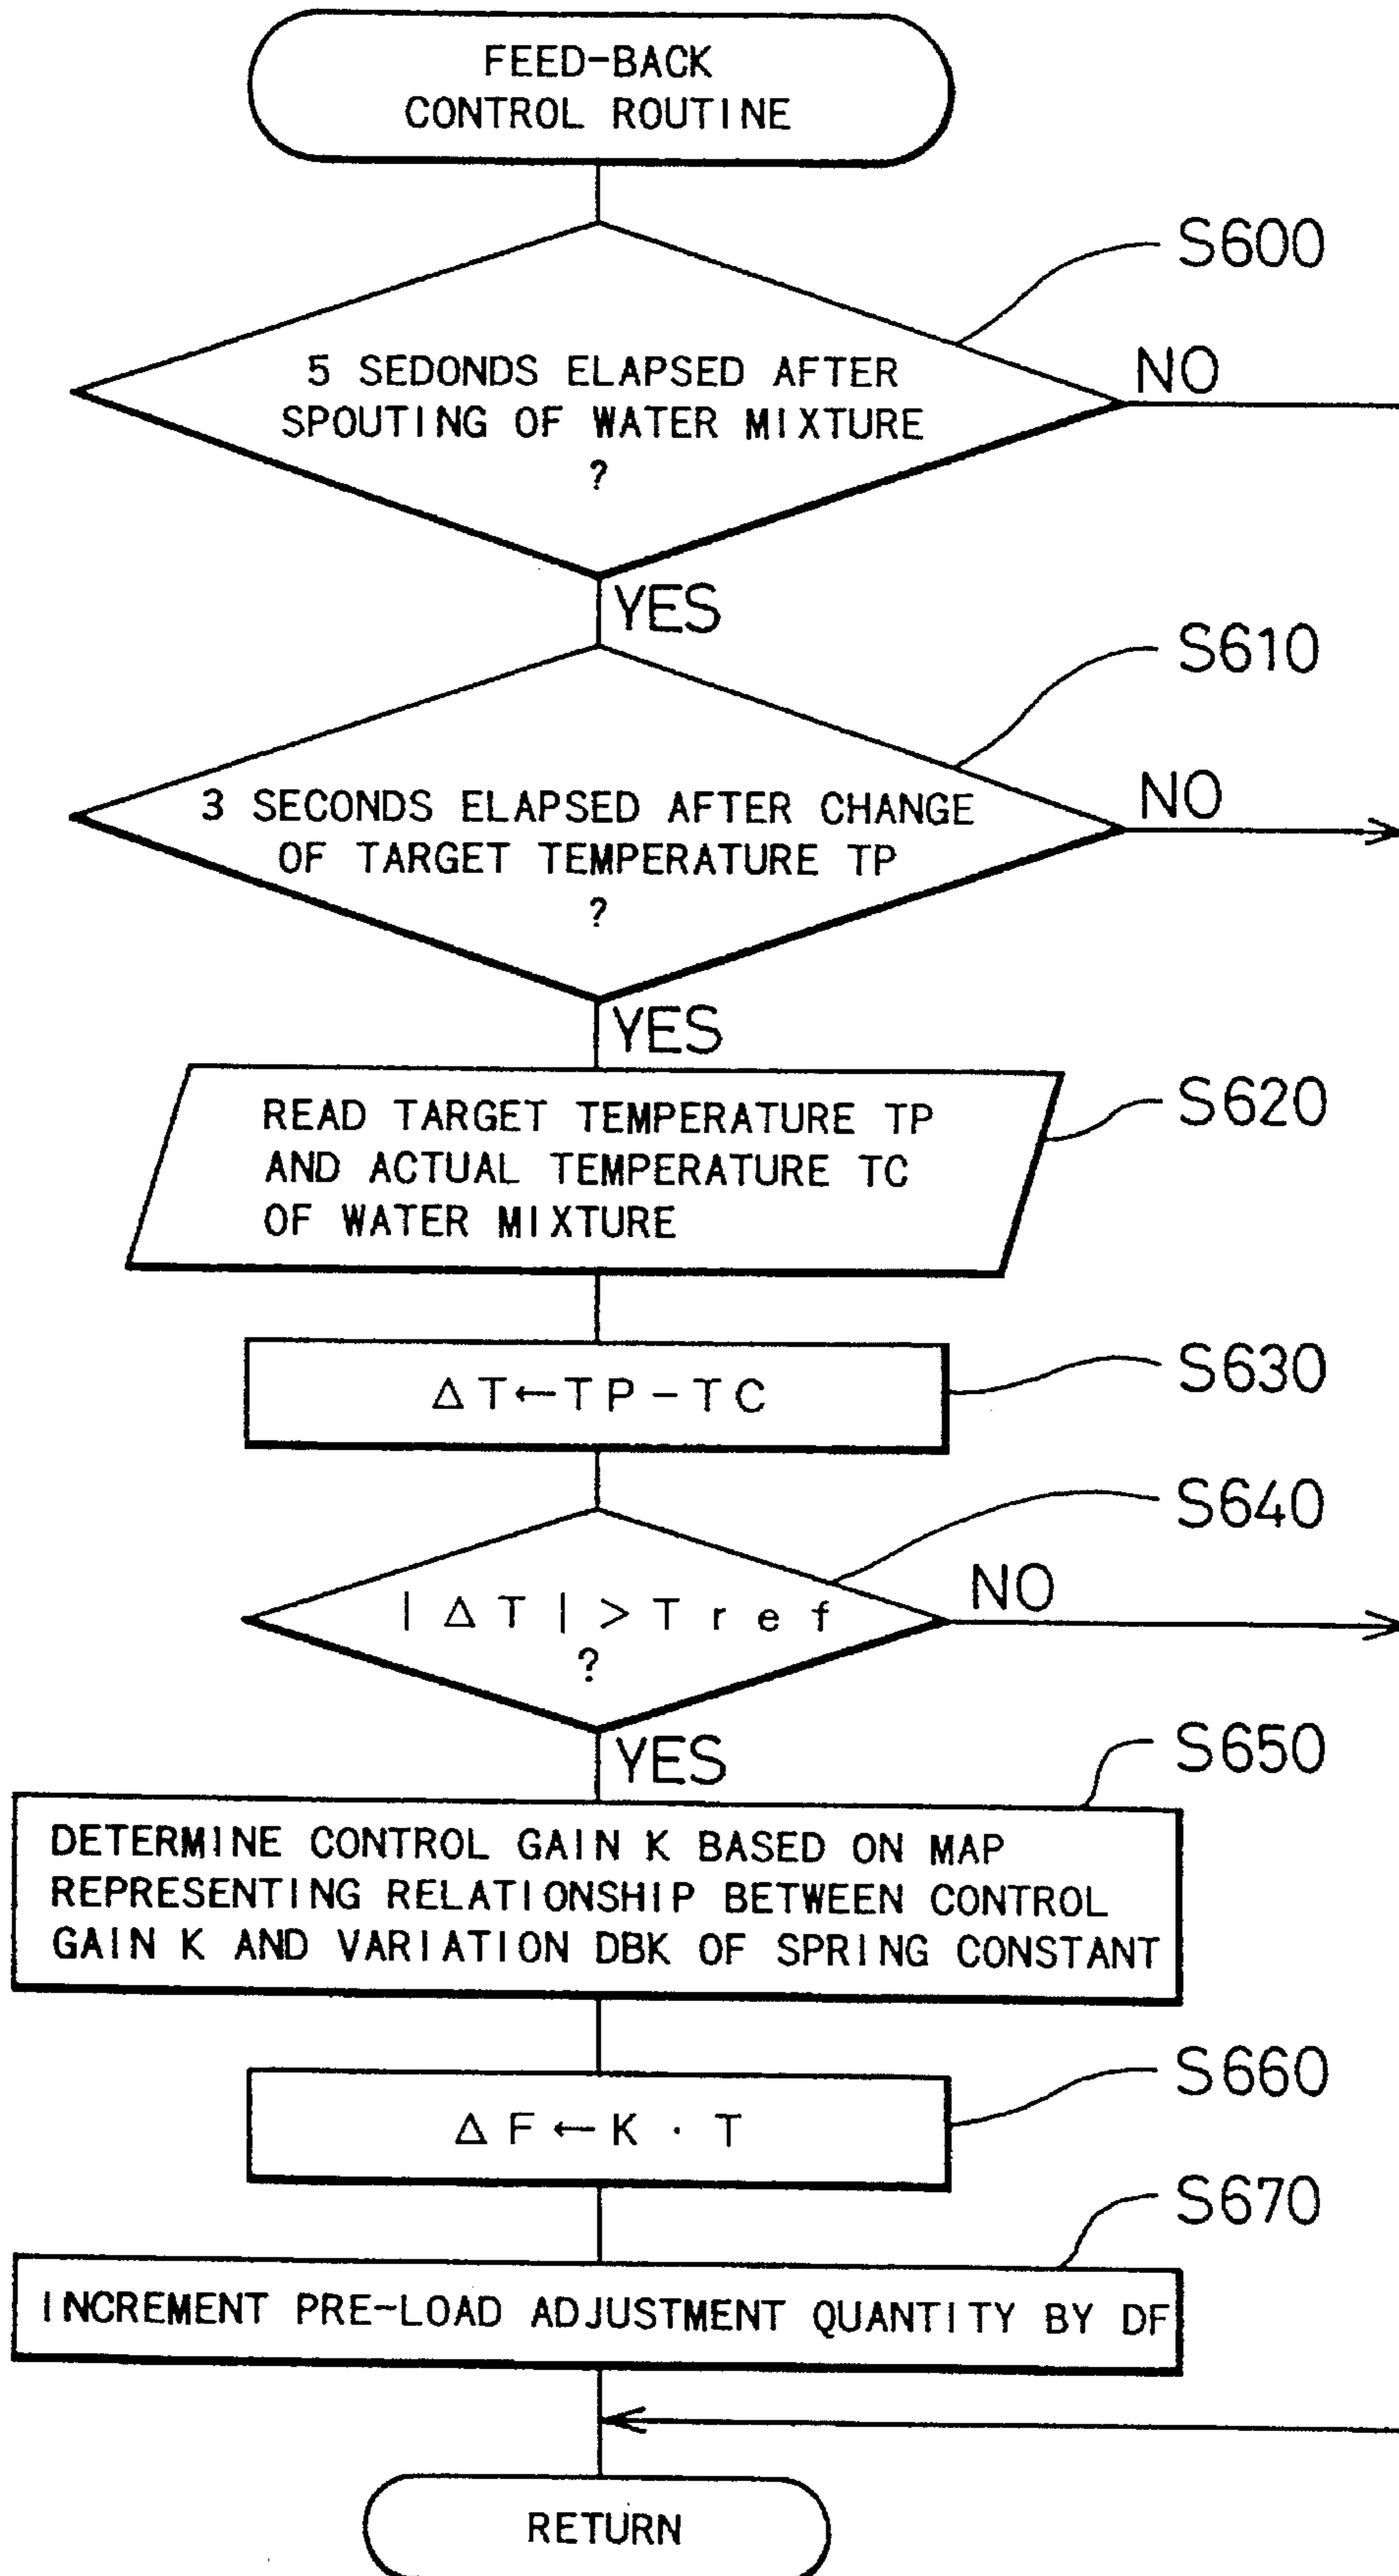 FEED-BACK
CONTROL ROUTINE
S600
5 SEDONDS ELAPSED AFTER
SPOUTING OF WATER MIXTURE
?
NO
YES
S610
3 SECONDS ELAPSED AFTER CHANGE
OF TARGET TEMPERATURE TP
?
NO
YES
S620
READ TARGET TEMPERATURE TP
AND ACTUAL TEMPERATURE TC
OF WATER MIXTURE
S630
ΔT←TP-TC
S640
|ΔT|>Tref
?
NO
YES
S650
DETERMINE CONTROL GAIN K BASED ON MAP
REPRESENTING RELATIONSHIP BETWEEN CONTROL
GAIN K AND VARIATION DBK OF SPRING CONSTANT
S660
ΔF←K·T
S670
INCREMENT PRE-LOAD ADJUSTMENT QUANTITY BY DF
RETURN